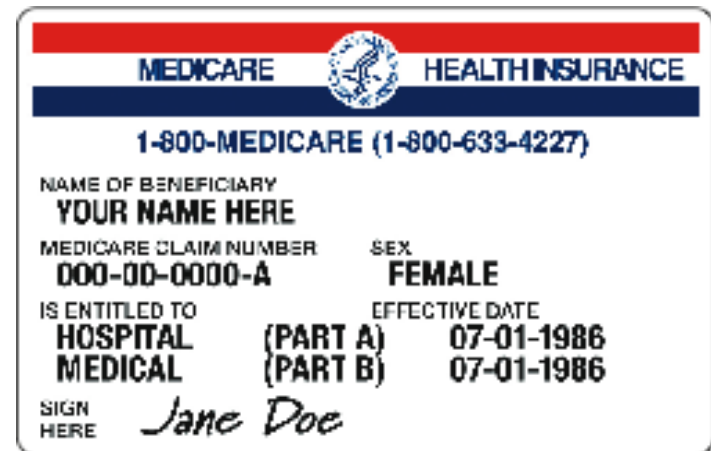 MEDICARE HEALTH INSURANCE
1-800-MEDICARE (1-800-633-4227)
NAME OF BENEFICIARY
YOUR NAME HERE
MEDICARE CLAIM NUMBER SEX
000-00-0000-A FEMALE
IS ENTITLED TO EFFECTIVE DATE
HOSPITAL (PART A) 07-01-1986
MEDICAL (PART B) 07-01-1986
SIGN HERE Jane Doe